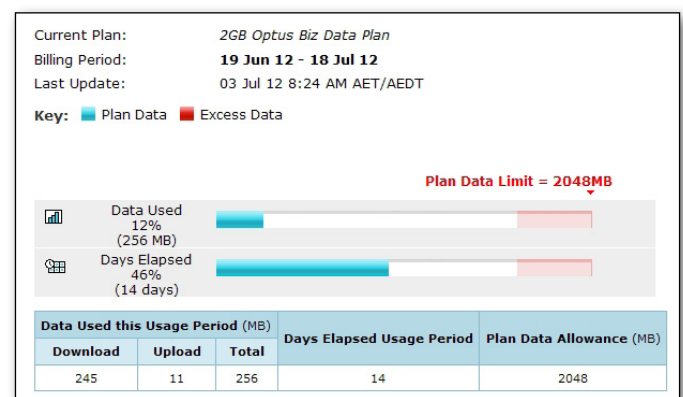 Current Plan: 2GB Optus Biz Data Plan
Billing Period: 19 Jun 12 - 18 Jul 12
Last Update: 03 Jul 12 8:24 AM AET/AEDT
Key: Plan Data Excess Data
Plan Data Limit = 2048MB
Data Used
12%
(256 MB)
Days Elapsed
46%
(14 days)
Data Used this Usage Period (MB) Days Elapsed Usage Period Plan Data Allowance (MB)
Download Upload Total
245 11 256 14 2048